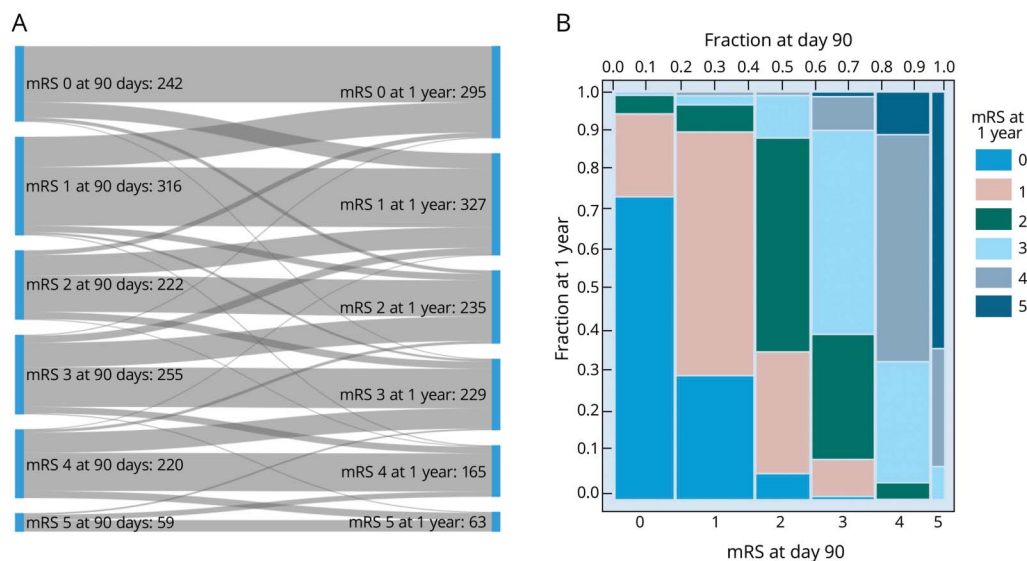 A
mRS 0 at 90 days: 242
mRS 0 at 1 year: 295
mRS 1 at 90 days: 316
mRS 1 at 1 year: 327
mRS 2 at 90 days: 222
mRS 2 at 1 year: 235
mRS 3 at 90 days: 255
mRS 3 at 1 year: 229
mRS 4 at 90 days: 220
mRS 4 at 1 year: 165
mRS 5 at 90 days: 59
mRS 5 at 1 year: 63
B
Fraction at day 90
0.0 0.1 0.2 0.3 0.4 0.5 0.6 0.7 0.8 0.9 1.0
Fraction at 1 year
1.0
0.9
0.8
0.7
0.6
0.5
0.4
0.3
0.2
0.1
0.0
0 1 2 3 4 5
mRS at day 90
mRS at
1 year
0
1
2
3
4
5